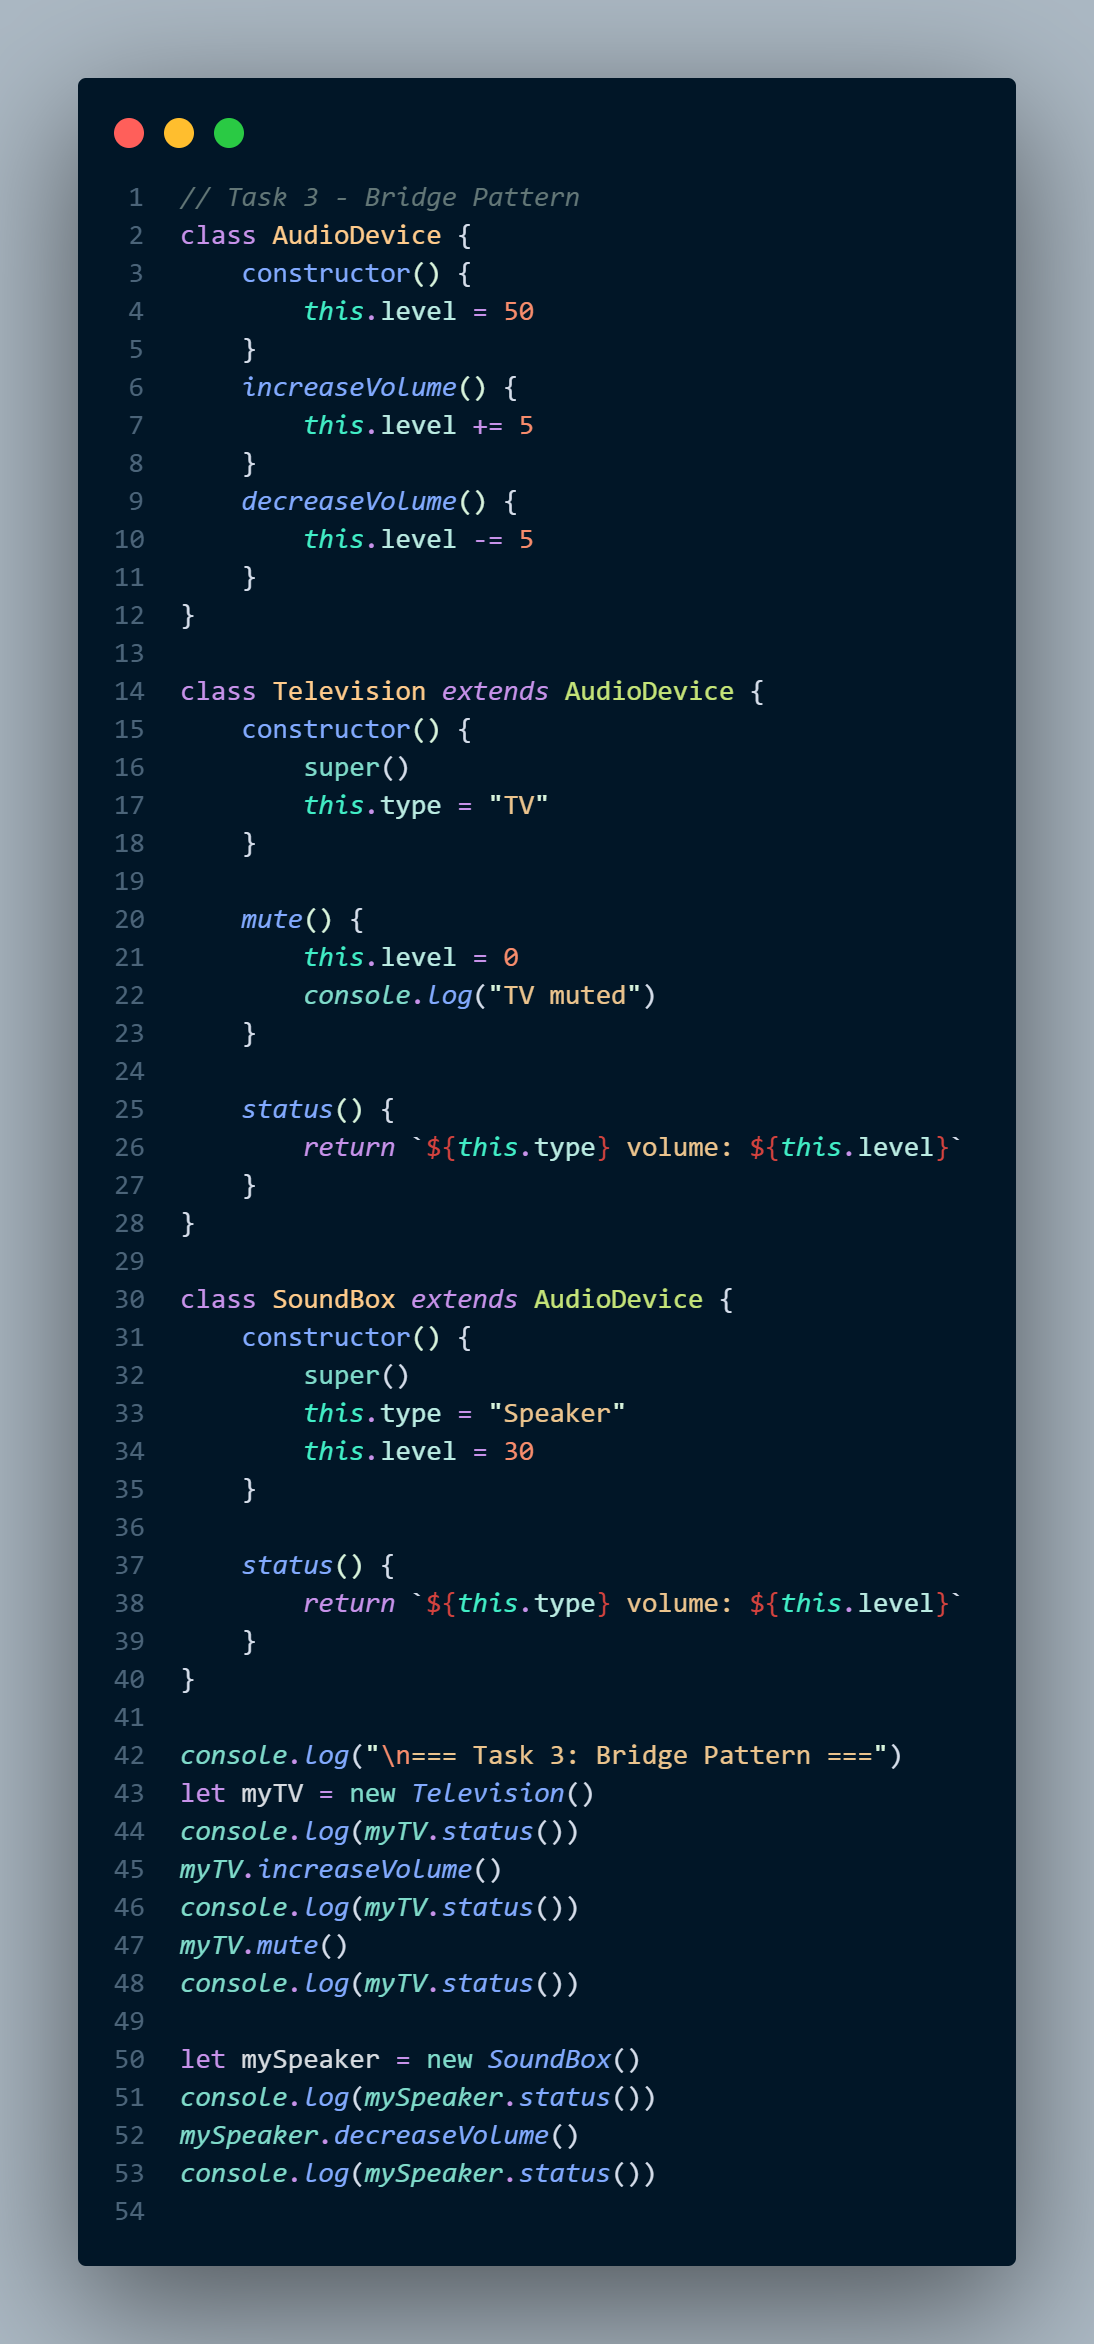 1 // Task 3 - Bridge Pattern
2 class AudioDevice {
3     constructor() {
4         this.level = 50
5     }
6     increaseVolume() {
7         this.level += 5
8     }
9     decreaseVolume() {
10         this.level -= 5
11     }
12 }
13
14 class Television extends AudioDevice {
15     constructor() {
16         super()
17         this.type = "TV"
18     }
19
20     mute() {
21         this.level = 0
22         console.log("TV muted")
23     }
24
25     status() {
26         return `${this.type} volume: ${this.level}`
27     }
28 }
29
30 class SoundBox extends AudioDevice {
31     constructor() {
32         super()
33         this.type = "Speaker"
34         this.level = 30
35     }
36
37     status() {
38         return `${this.type} volume: ${this.level}`
39     }
40 }
41
42 console.log("\n=== Task 3: Bridge Pattern ===")
43 let myTV = new Television()
44 console.log(myTV.status())
45 myTV.increaseVolume()
46 console.log(myTV.status())
47 myTV.mute()
48 console.log(myTV.status())
49
50 let mySpeaker = new SoundBox()
51 console.log(mySpeaker.status())
52 mySpeaker.decreaseVolume()
53 console.log(mySpeaker.status())
54